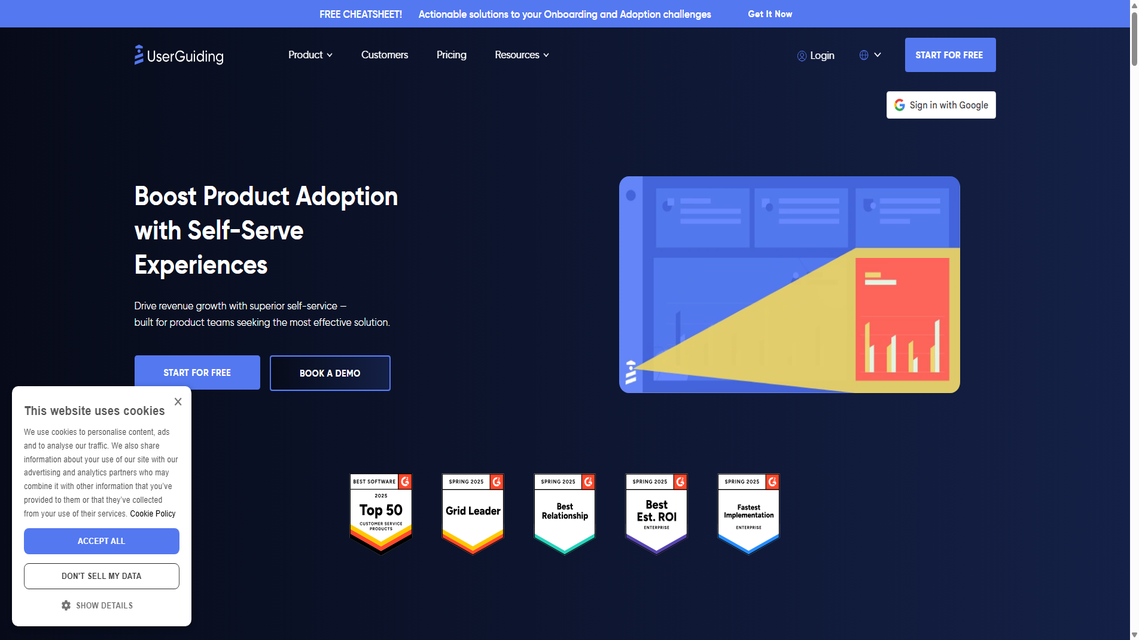 FREE CHEATSHEET! Actionable solutions to your Onboarding and Adoption challenges Get It Now
UserGuiding Product Customers Pricing Resources Login START FOR FREE
Sign in with Google
Boost Product Adoption
with Self-Serve
Experiences
Drive revenue growth with superior self-service –
built for product teams seeking the most effective solution.
START FOR FREE BOOK A DEMO
This website uses cookies
We use cookies to personalise content, ads
and to analyse our traffic. We also share
information about your use of our site with our
advertising and analytics partners who may
combine it with other information that you've
provided to them or that they've collected
from your use of their services. Cookie Policy
ACCEPT ALL
DON'T SELL MY DATA
SHOW DETAILS
BEST SOFTWARE
2025
Top 50
CUSTOMER SERVICE
PRODUCTS
SPRING 2025
Grid Leader
SPRING 2025
Best
Relationship
SPRING 2025
Best
Est. ROI
ENTERPRISE
SPRING 2025
Fastest
Implementation
ENTERPRISE